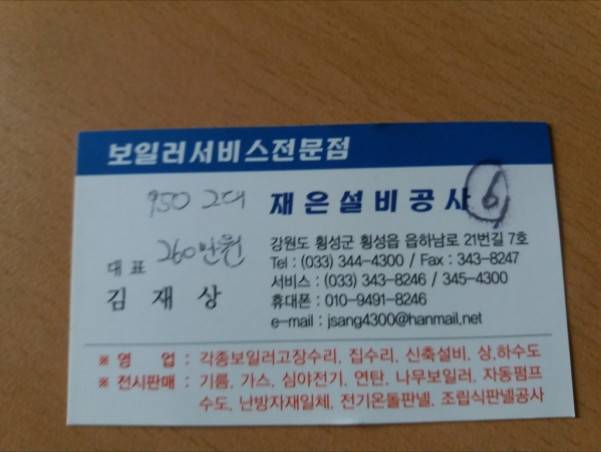 보일러서비스전문점
950 2대 재은설비공사 6
260만원
강원도 횡성군 횡성읍 읍하남로 21번길 7호
Tel : (033) 344-4300 / Fax : 343-8247
대표 서비스 : (033) 343-8246 / 345-4300
김재상 휴대폰 : 010-9491-8246
e-mail : jsang4300@hanmail.net
※ 영 업 : 각종보일러고장수리, 집수리, 신축설비, 상,하수도
※ 전시판매 : 기름, 가스, 심야전기, 연탄, 나무보일러, 자동펌프
수도, 난방자재일체, 전기온돌판넬, 조립식판넬공사